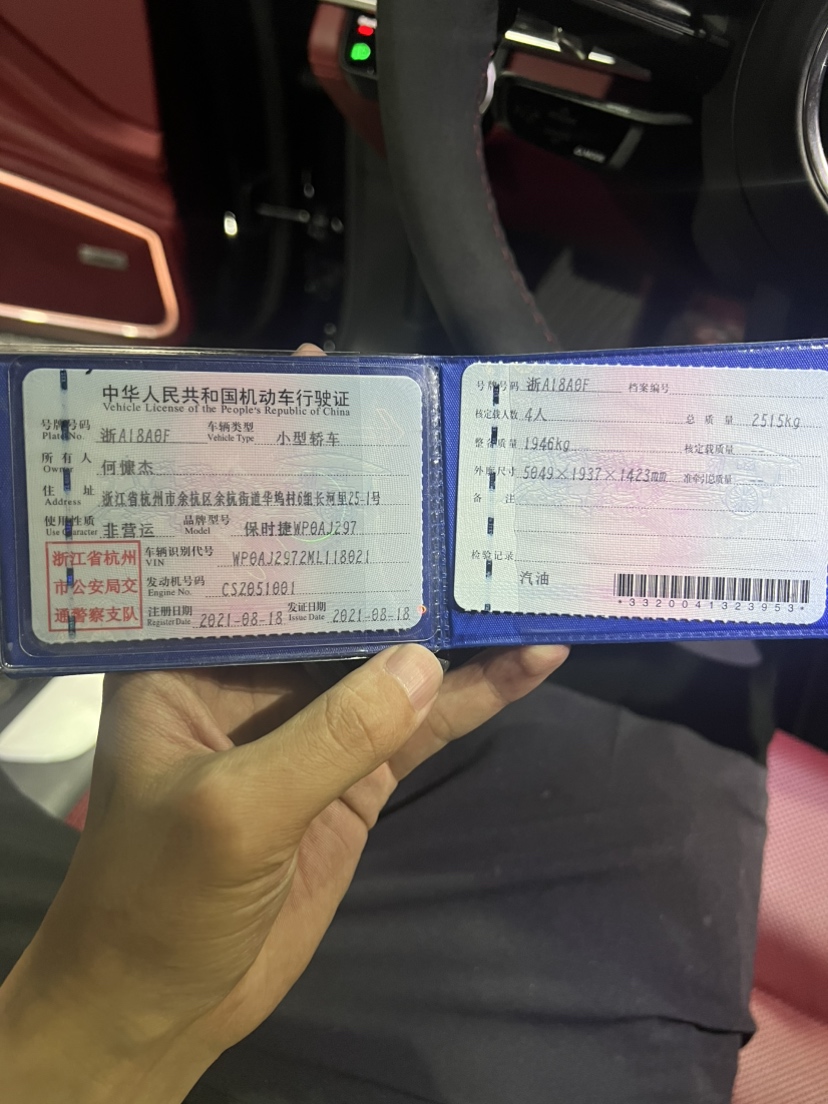 中华人民共和国机动车行驶证
Vehicle License of the People's Republic of China
号牌号码 浙A18A0F 车辆类型 小型轿车
Plate No. Vehicle Type
所有人 何慷杰
Owner
住址 浙江省杭州市余杭区余杭街道华坞村6组长河里25-1号
Address
使用性质 非营运 品牌型号 保时捷WP0AJ297
Use Character Model
浙江省杭州
市公安局交
通警察支队
车辆识别代号 WP0AJ2972ML118021
VIN
发动机号码 CSZ051001
Engine No.
注册日期 2021-08-18 发证日期 2021-08-18
Register Date Issue Date
号牌号码 浙A18A0F 档案编号
核定载人数 4人 总质量 2515kg
整备质量 1946kg 核定载质量 --
外廓尺寸 5049×1937×1423 准牵引总质量 --
备注
检验记录
汽油
*3320041323953*